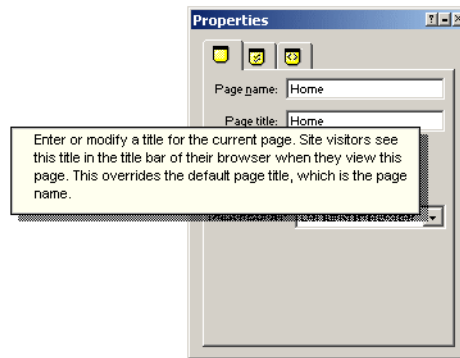 Properties
Page name: Home
Page title: Home
Enter or modify a title for the current page. Site visitors see
this title in the title bar of their browser when they view this
page. This overrides the default page title, which is the page
name.